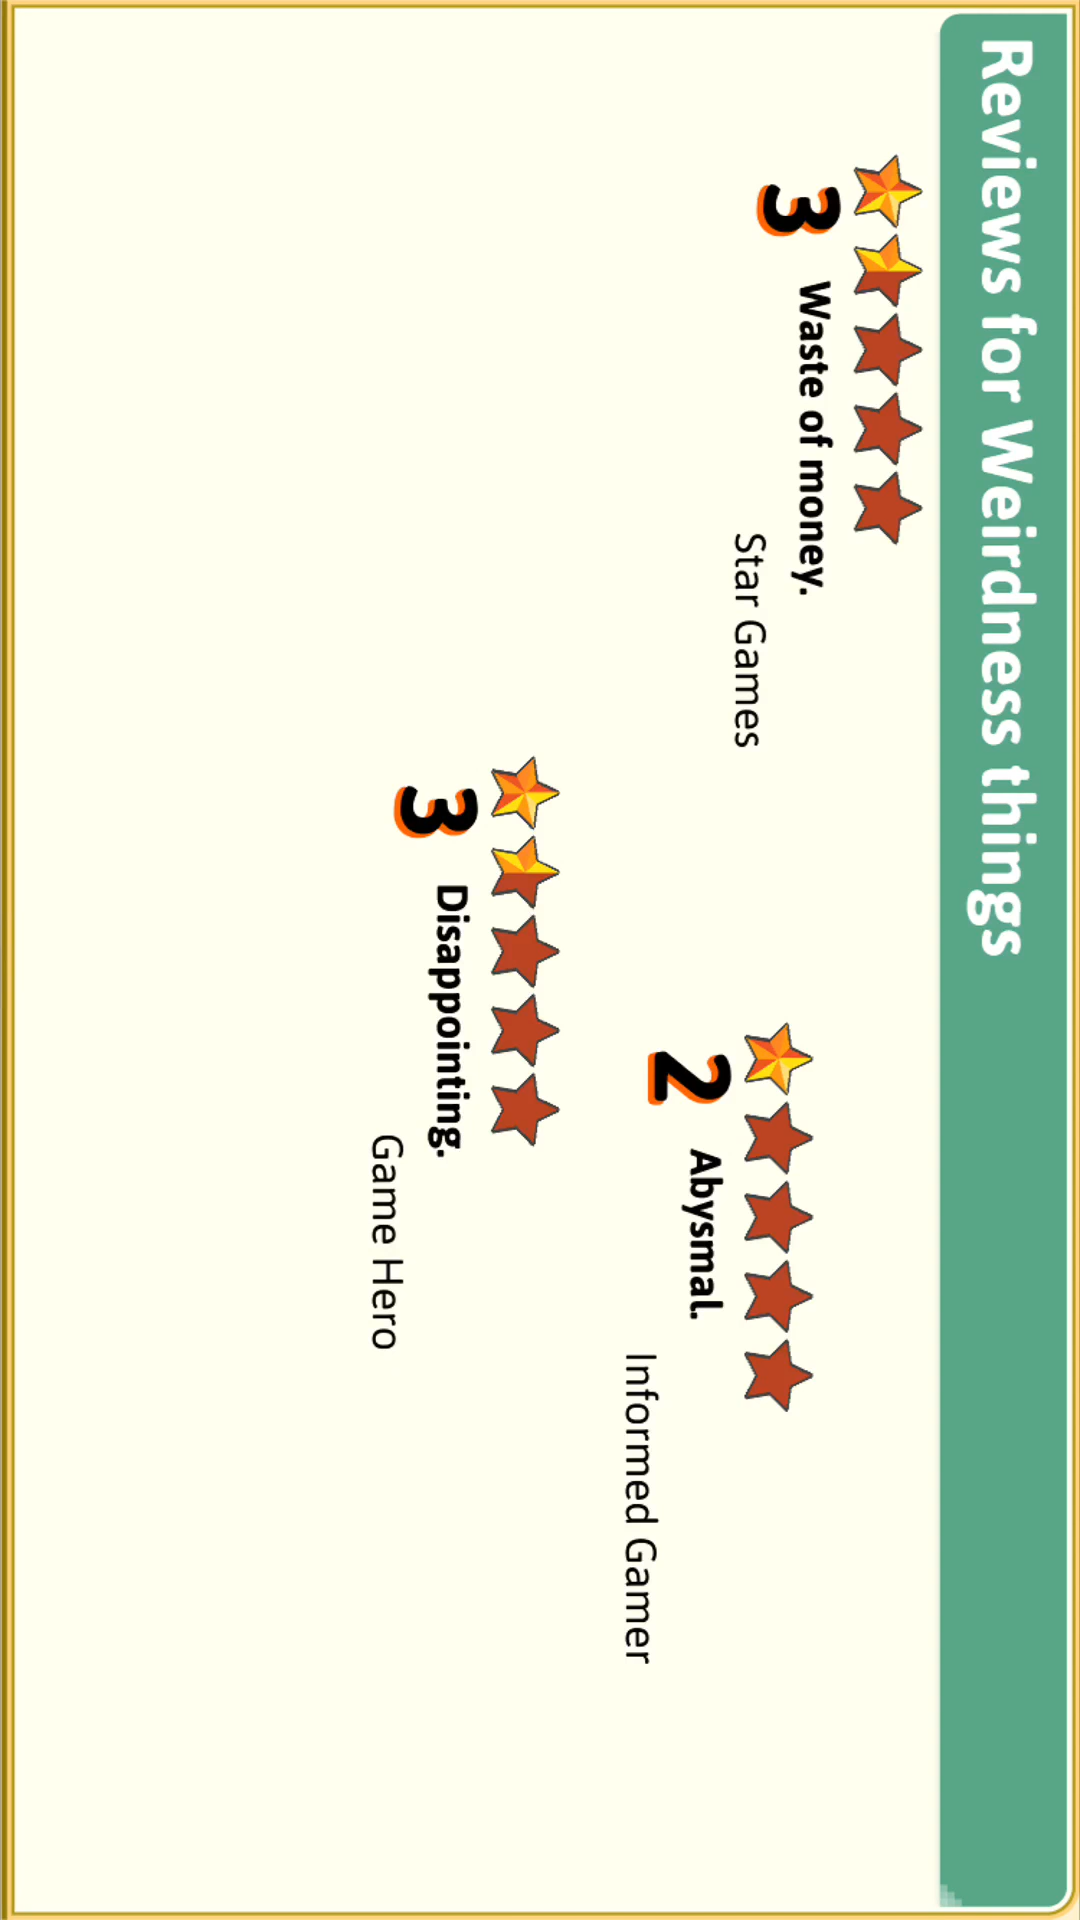 Reviews for Weirdness things
3 Waste of money.
Star Games
2 Abysmal.
Informed Gamer
3 Disappointing.
Game Hero